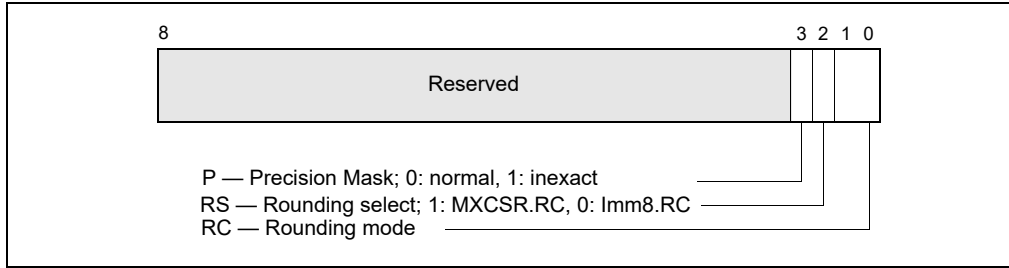 8 3 2 1 0
Reserved
P — Precision Mask; 0: normal, 1: inexact
RS — Rounding select; 1: MXCSR.RC, 0: Imm8.RC
RC — Rounding mode